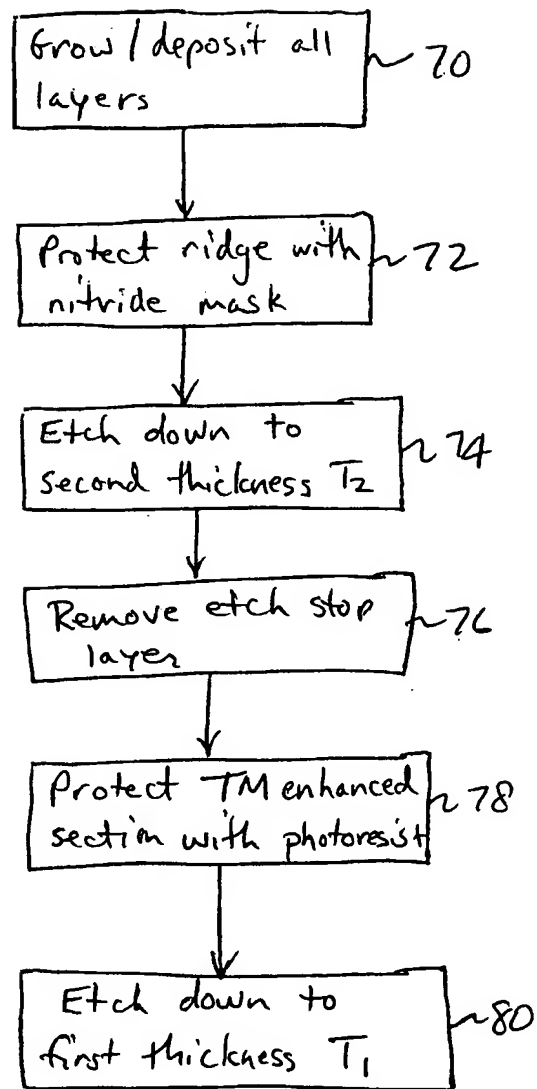 Grow / deposit all
layers
70
Protect ridge with
nitride mask
72
Etch down to
second thickness T₂
74
Remove etch stop
layer
76
Protect TM enhanced
section with photoresist
78
Etch down to
first thickness T₁
80